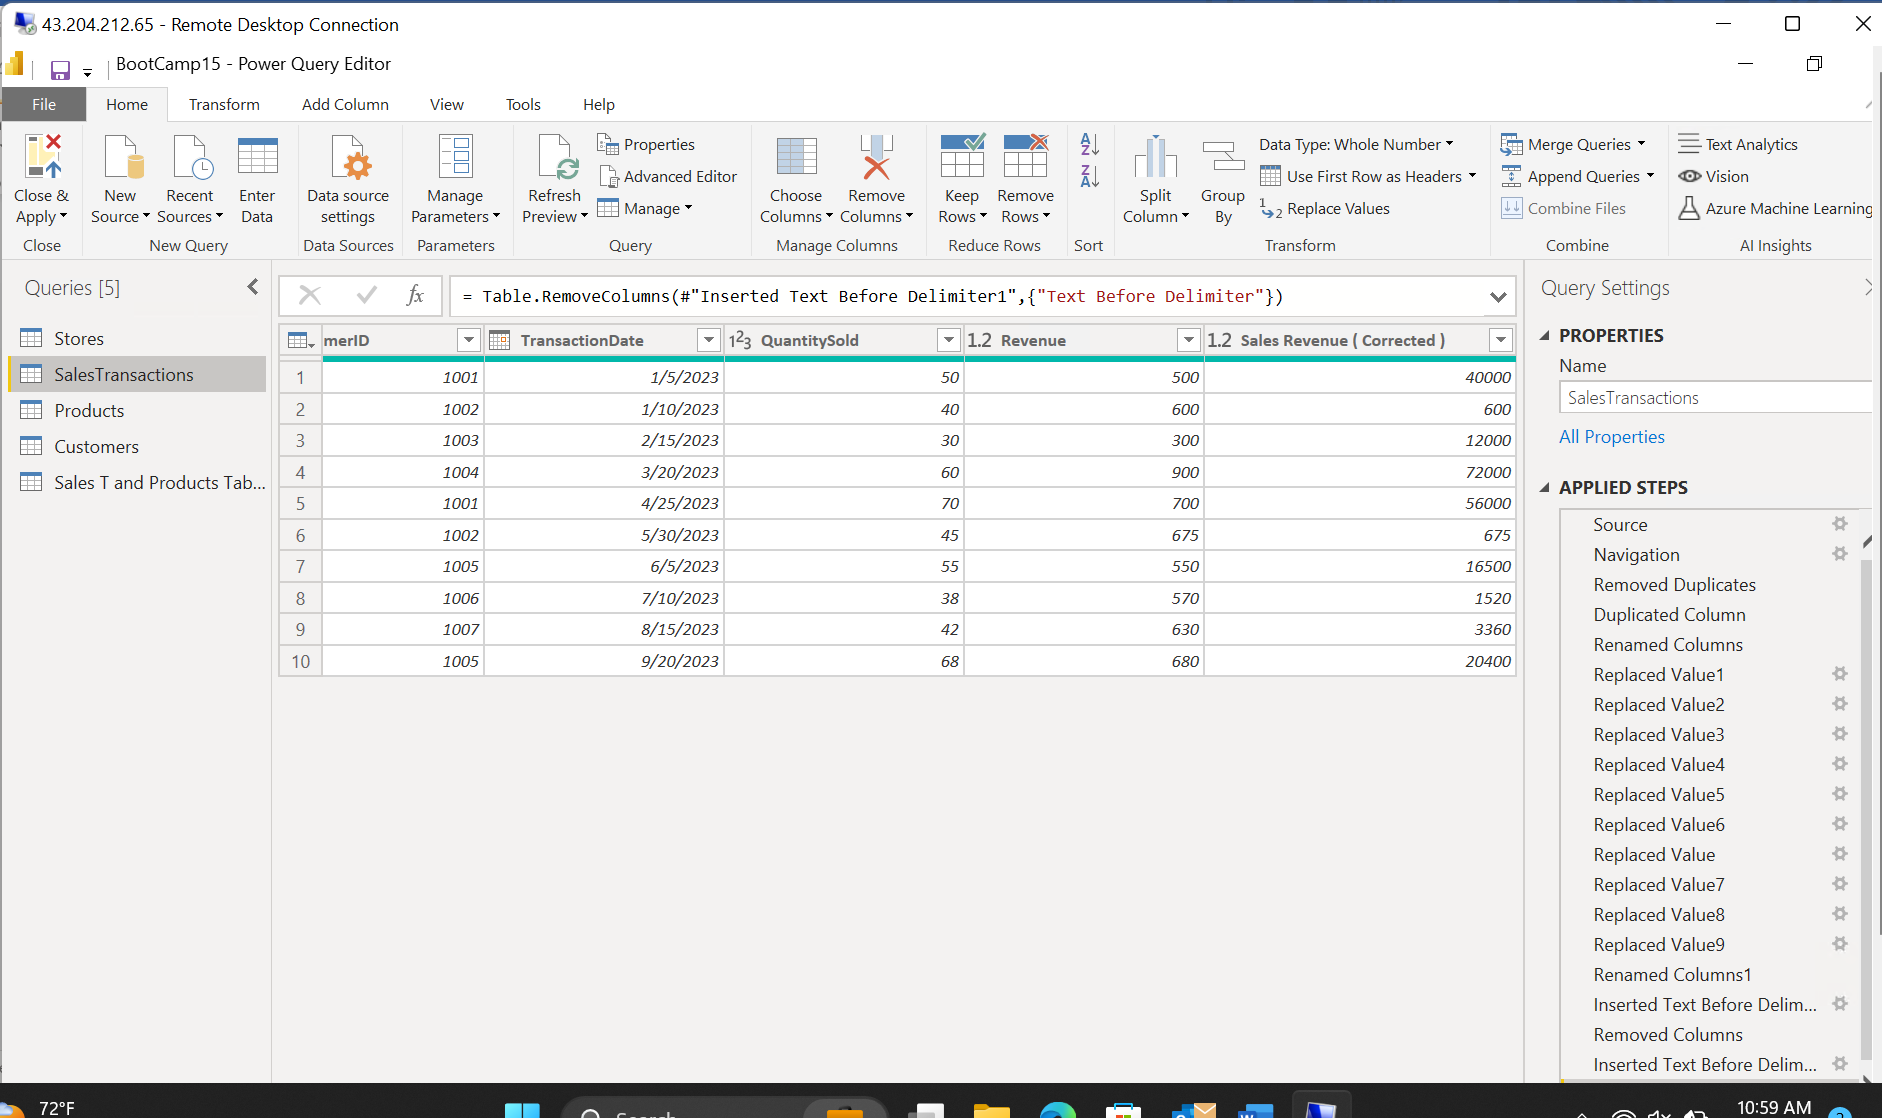 43.204.212.65 - Remote Desktop Connection
BootCamp15 - Power Query Editor
File Home Transform Add Column View Tools Help
Close & Apply
New Source
Recent Sources
Enter Data
Data source settings
Manage Parameters
Refresh Preview
Properties
Advanced Editor
Manage
Choose Columns
Remove Columns
Keep Rows
Remove Rows
Split Column
Group By
Data Type: Whole Number
Use First Row as Headers
Replace Values
Merge Queries
Append Queries
Combine Files
Text Analytics
Vision
Azure Machine Learning
Close New Query Data Sources Parameters Query Manage Columns Reduce Rows Sort Transform Combine AI Insights
Queries [5]
Stores
SalesTransactions
Products
Customers
Sales T and Products Tab...
fx = Table.RemoveColumns(#"Inserted Text Before Delimiter1",{"Text Before Delimiter"})
merID TransactionDate 123 QuantitySold 1.2 Revenue 1.2 Sales Revenue ( Corrected )
1 1001 1/5/2023 50 500 40000
2 1002 1/10/2023 40 600 600
3 1003 2/15/2023 30 300 12000
4 1004 3/20/2023 60 900 72000
5 1001 4/25/2023 70 700 56000
6 1002 5/30/2023 45 675 675
7 1005 6/5/2023 55 550 16500
8 1006 7/10/2023 38 570 1520
9 1007 8/15/2023 42 630 3360
10 1005 9/20/2023 68 680 20400
Query Settings
PROPERTIES
Name
SalesTransactions
All Properties
APPLIED STEPS
Source
Navigation
Removed Duplicates
Duplicated Column
Renamed Columns
Replaced Value1
Replaced Value2
Replaced Value3
Replaced Value4
Replaced Value5
Replaced Value6
Replaced Value
Replaced Value7
Replaced Value8
Replaced Value9
Renamed Columns1
Inserted Text Before Delim...
Removed Columns
Inserted Text Before Delim...
72°F
Search
10:59 AM